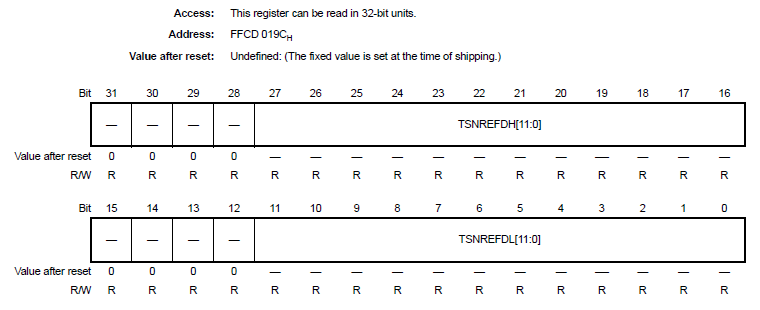 Access: This register can be read in 32-bit units.
Address: FFCD 019CH
Value after reset: Undefined: (The fixed value is set at the time of shipping.)
Bit 31 30 29 28 27 26 25 24 23 22 21 20 19 18 17 16
— — — — TSNREFDH[11:0]
Value after reset 0 0 0 0 — — — — — — — — — — — —
R/W R R R R R R R R R R R R R R R R
Bit 15 14 13 12 11 10 9 8 7 6 5 4 3 2 1 0
— — — — TSNREFDL[11:0]
Value after reset 0 0 0 0 — — — — — — — — — — — —
R/W R R R R R R R R R R R R R R R R